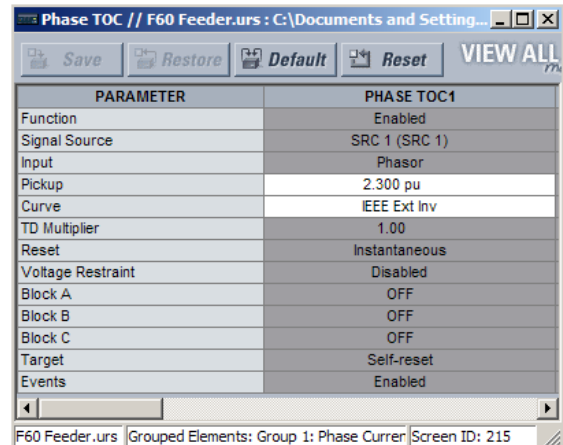 Phase TOC // F60 Feeder.urs : C:\Documents and Setting...
Save Restore Default Reset VIEW ALL
PARAMETER PHASE TOC1
Function Enabled
Signal Source SRC 1 (SRC 1)
Input Phasor
Pickup 2.300 pu
Curve IEEE Ext Inv
TD Multiplier 1.00
Reset Instantaneous
Voltage Restraint Disabled
Block A OFF
Block B OFF
Block C OFF
Target Self-reset
Events Enabled
F60 Feeder.urs Grouped Elements: Group 1: Phase Currer Screen ID: 215